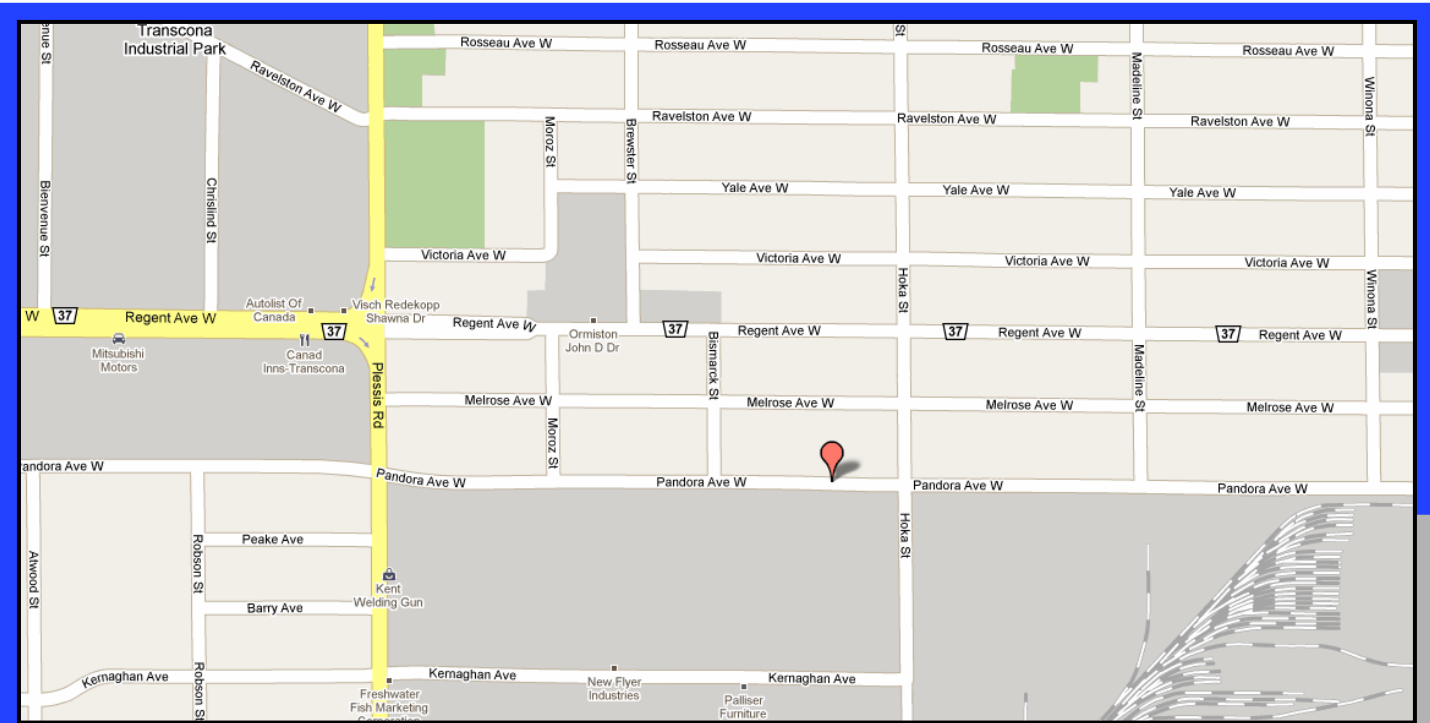 Transcona
Industrial Park
Rosseau Ave W
Rosseau Ave W
St
Rosseau Ave W
Rosseau Ave W
Ravelston Ave W
Madeline St
Winona St
Moroz St
Brewster St
Ravelston Ave W
Ravelston Ave W
Ravelston Ave W
Bienvenue St
Chrislind St
Yale Ave W
Yale Ave W
Yale Ave W
Victoria Ave W
Victoria Ave W
Victoria Ave W
Victoria Ave W
Hoka St
Winona St
W
37
Regent Ave W
Autolist Of
Canada
37
Visch Redekopp
Shawna Dr
Regent Ave W
Ormiston
John D Dr
37
Regent Ave W
37
Regent Ave W
37
Regent Ave W
Mitsubishi
Motors
Canad
Inns-Transcona
Plessis Rd
Bismarck St
Madeline St
Melrose Ave W
Melrose Ave W
Melrose Ave W
Melrose Ave W
Moroz St
andora Ave W
Pandora Ave W
Pandora Ave W
Pandora Ave W
Pandora Ave W
Hoka St
Atwood St
Robson St
Peake Ave
Kent
Welding Gun
Barry Ave
Kernaghan Ave
Robson St
Kernaghan Ave
New Flyer
Industries
Kernaghan Ave
Palliser
Furniture
Freshwater
Fish Marketing
Corporation